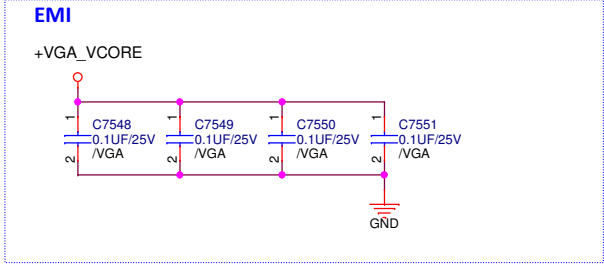 EMI
+VGA_VCORE
1 1 1 1
C7548 C7549 C7550 C7551
0.1UF/25V 0.1UF/25V 0.1UF/25V 0.1UF/25V
/VGA /VGA /VGA /VGA
2 2 2 2
GND